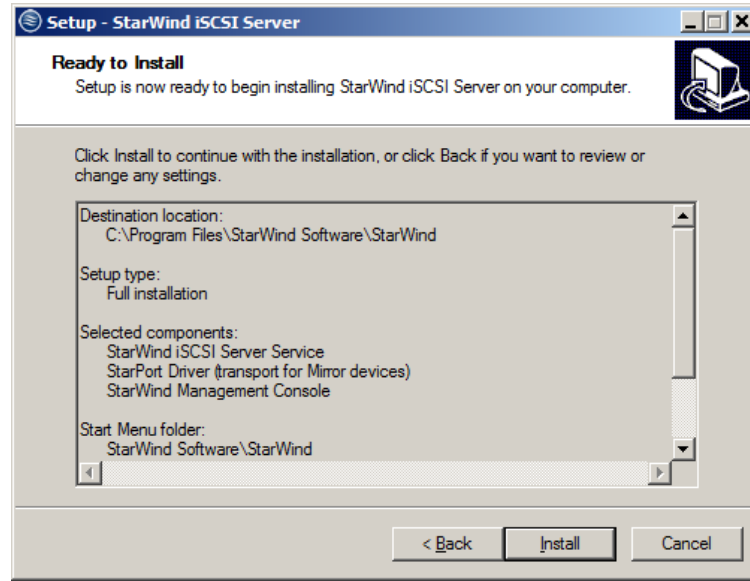 Setup - StarWind iSCSI Server
Ready to Install
Setup is now ready to begin installing StarWind iSCSI Server on your computer.
Click Install to continue with the installation, or click Back if you want to review or
change any settings.
Destination location:
C:\Program Files\StarWind Software\StarWind
Setup type:
Full installation
Selected components:
StarWind iSCSI Server Service
StarPort Driver (transport for Mirror devices)
StarWind Management Console
Start Menu folder:
StarWind Software\StarWind
< Back
Install
Cancel